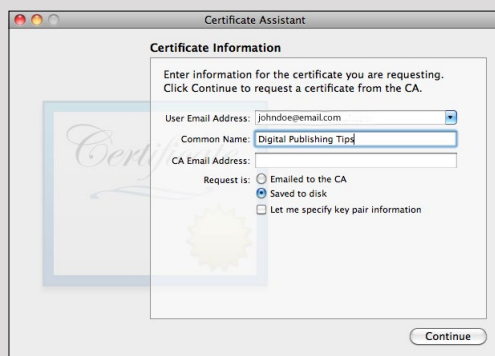 Certificate Assistant
Certificate Information
Enter information for the certificate you are requesting.
Click Continue to request a certificate from the CA.
User Email Address: johndoe@email.com
Common Name: Digital Publishing Tips
CA Email Address:
Request is: Emailed to the CA
Saved to disk
Let me specify key pair information
Certificate
Continue